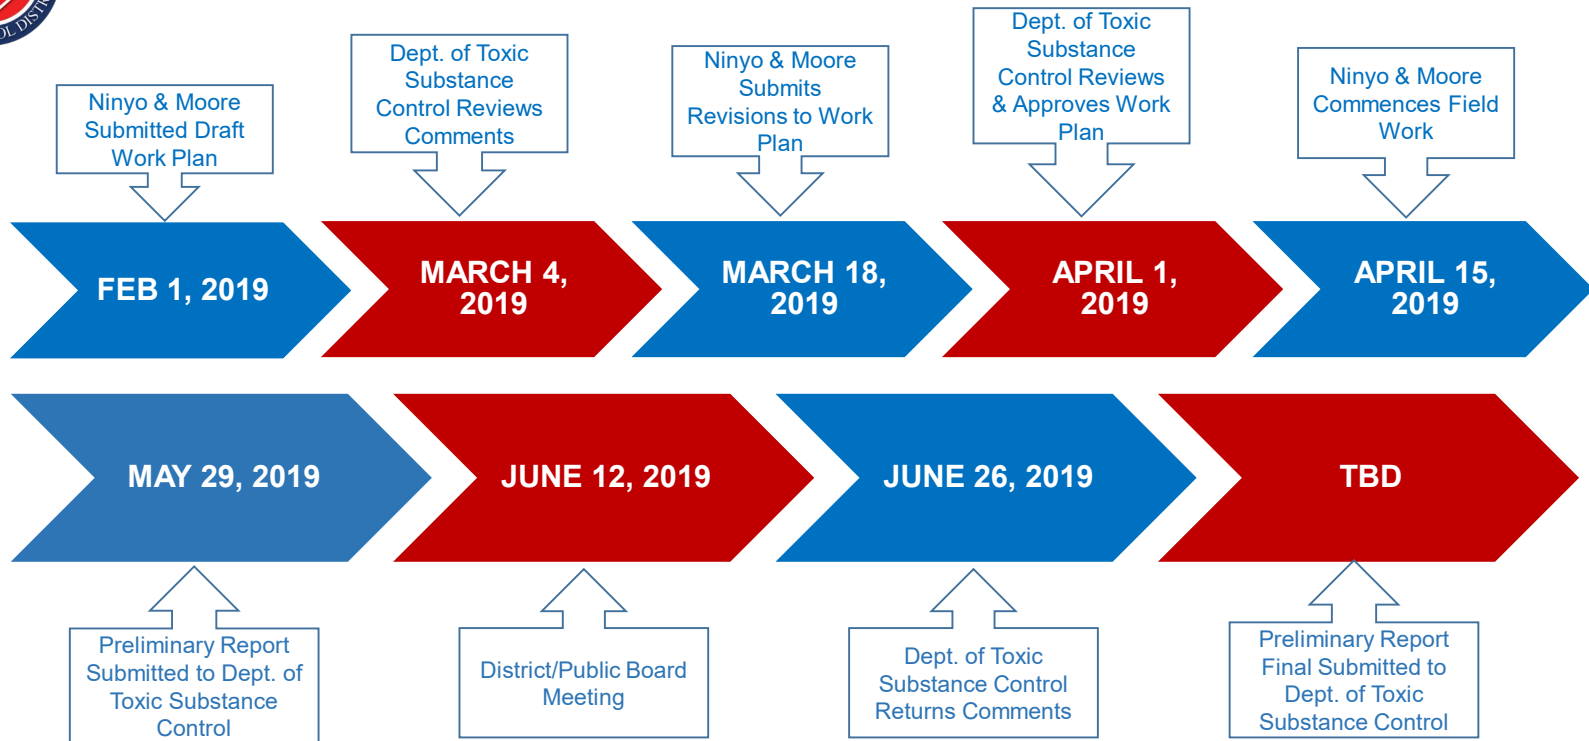 OL DISTR
Ninyo & Moore
Submitted Draft
Work Plan
Dept. of Toxic
Substance
Control Reviews
Comments
Ninyo & Moore
Submits
Revisions to Work
Plan
Dept. of Toxic
Substance
Control Reviews
& Approves Work
Plan
Ninyo & Moore
Commences Field
Work
FEB 1, 2019
MARCH 4,
2019
MARCH 18,
2019
APRIL 1,
2019
APRIL 15,
2019
MAY 29, 2019
JUNE 12, 2019
JUNE 26, 2019
TBD
Preliminary Report
Submitted to Dept. of
Toxic Substance
Control
District/Public Board
Meeting
Dept. of Toxic
Substance Control
Returns Comments
Preliminary Report
Final Submitted to
Dept. of Toxic
Substance Control